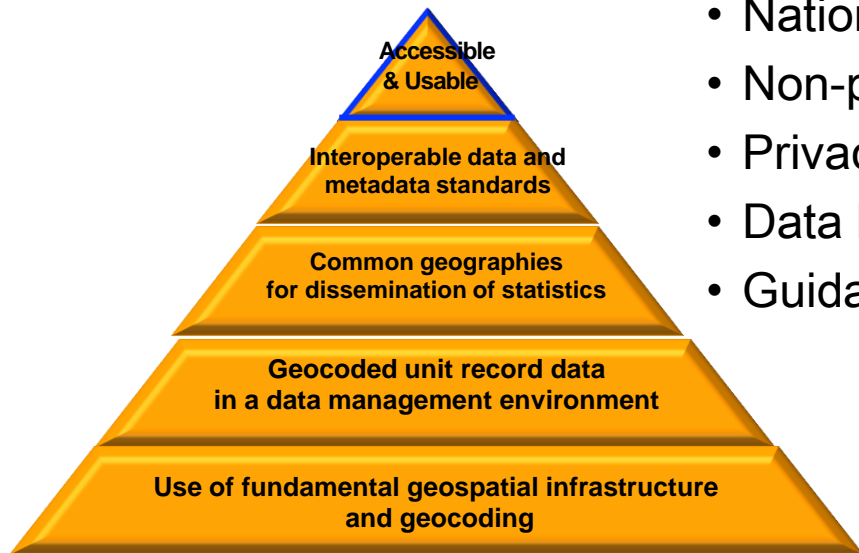 Accessible
& Usable
Interoperable data and
metadata standards
Common geographies
for dissemination of statistics
Geocoded unit record data
in a data management environment
Use of fundamental geospatial infrastructure
and geocoding
• 
• 
• 
• Data
•